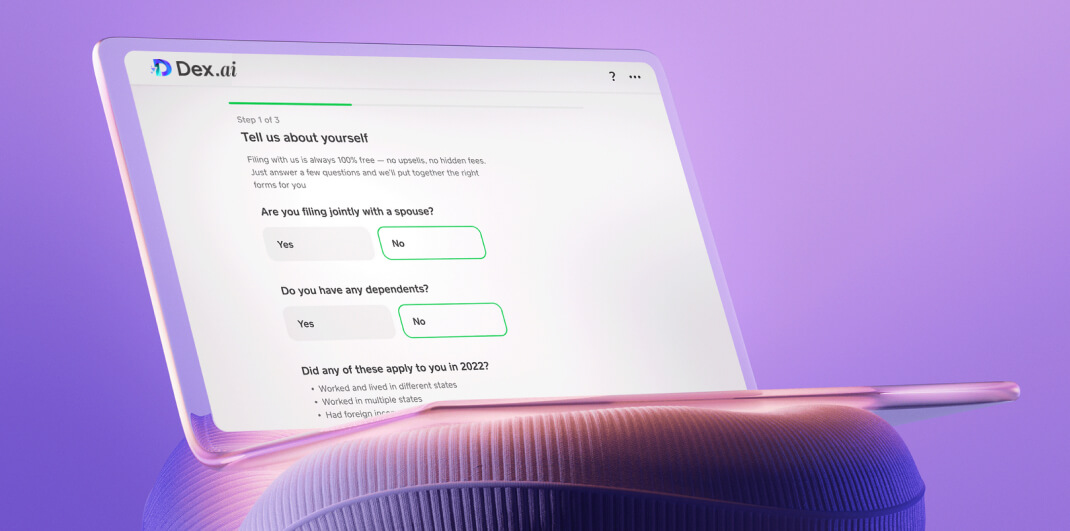 Dex.ai
?
Step 1 of 3
Tell us about yourself
Filing with us is always 100% free — no upsells, no hidden fees.
Just answer a few questions and we'll put together the right
forms for you
Are you filing jointly with a spouse?
Yes
No
Do you have any dependents?
Yes
No
Did any of these apply to you in 2022?
• Worked and lived in different states
• Worked in multiple states
• Had foreign